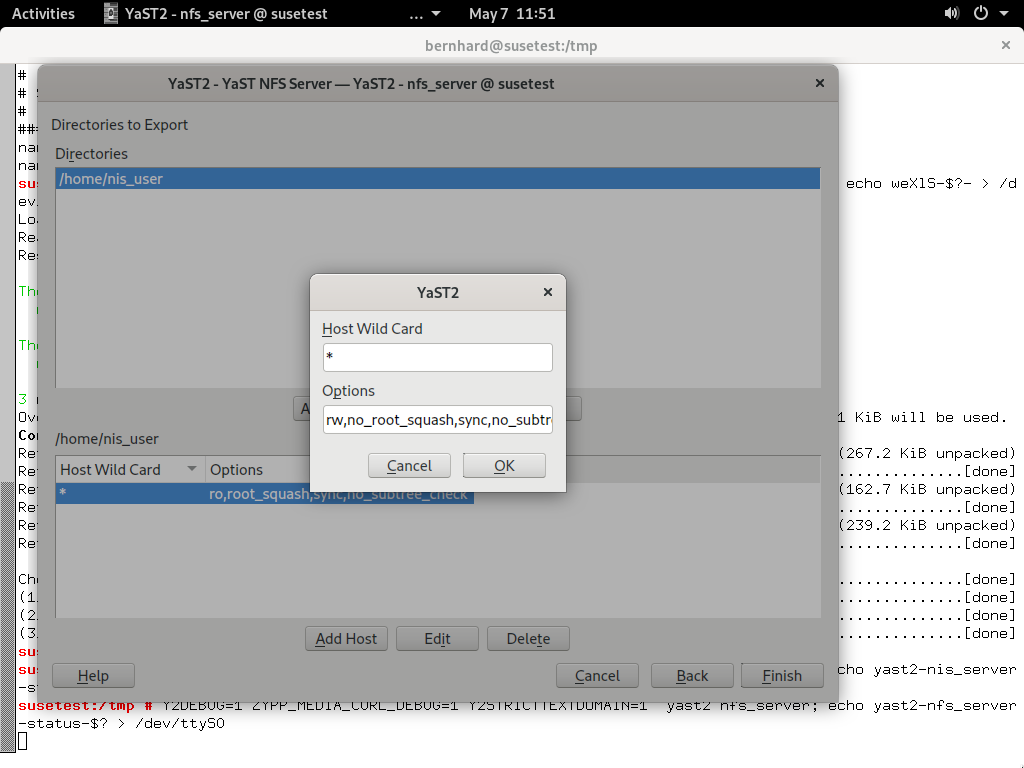 Activities YaST2 - nfs_server @ susetest ... May 7 11:51
bernhard@susetest:/tmp
YaST2 - YaST NFS Server — YaST2 - nfs_server @ susetest
Directories to Export
Directories
/home/nis_user
echo weXlS-$?- > /d
YaST2
Host Wild Card
*
Options
rw,no_root_squash,sync,no_subtr
Cancel OK
KiB will be used.
/home/nis_user
(267.2 KiB unpacked)
Host Wild Card Options
..............[done]
* ro,root_squash,sync,no_subtree_check
(162.7 KiB unpacked)
..............[done]
(239.2 KiB unpacked)
..............[done]
..............[done]
..............[done]
..............[done]
..............[done]
Add Host Edit Delete
Help Cancel Back Finish
echo yast2-nis_server
susetest:/tmp # Y2DEBUG=1 ZYPP_MEDIA_CURL_DEBUG=1 Y2STRICTTEXTDOMAIN=1 yast2 nfs_server; echo yast2-nfs_server
-status-$? > /dev/ttyS0